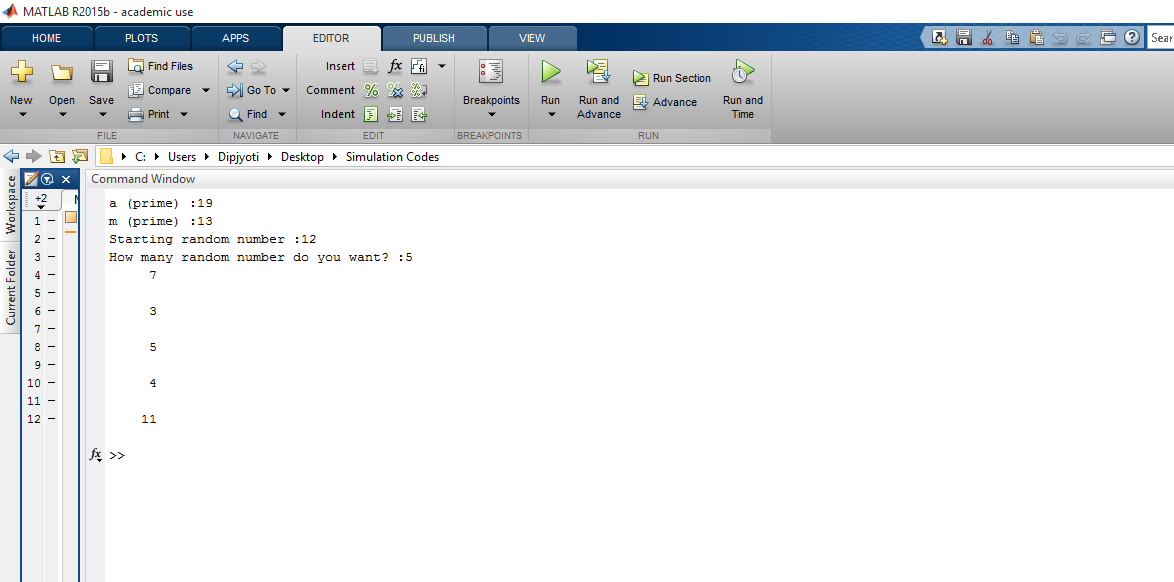 MATLAB R2015b - academic use
HOME PLOTS APPS EDITOR PUBLISH VIEW Sear
New Open Save Find Files Compare Print
FILE
Go To Find
NAVIGATE
Insert fx fi
Comment % % %
Indent
EDIT
Breakpoints
BREAKPOINTS
Run Run and Advance Run Section Advance Run and Time
RUN
C: Users Dipjyoti Desktop Simulation Codes
Workspace
Current Folder
+2
1
2
3
4
5
6
7
8
9
10
11
12
Command Window
a (prime) :19
m (prime) :13
Starting random number :12
How many random number do you want? :5
7
3
5
4
11
fx >>